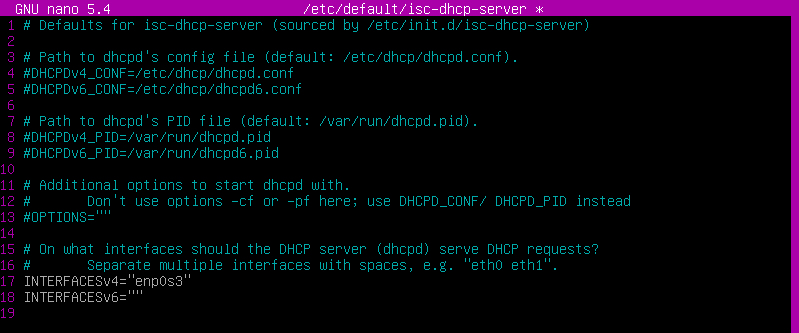 GNU nano 5.4 /etc/default/isc-dhcp-server *
1 # Defaults for isc-dhcp-server (sourced by /etc/init.d/isc-dhcp-server)
2
3 # Path to dhcpd's config file (default: /etc/dhcp/dhcpd.conf).
4 #DHCPDv4_CONF=/etc/dhcp/dhcpd.conf
5 #DHCPDv6_CONF=/etc/dhcp/dhcpd6.conf
6
7 # Path to dhcpd's PID file (default: /var/run/dhcpd.pid).
8 #DHCPDv4_PID=/var/run/dhcpd.pid
9 #DHCPDv6_PID=/var/run/dhcpd6.pid
10
11 # Additional options to start dhcpd with.
12 #       Don't use options -cf or -pf here; use DHCPD_CONF/ DHCPD_PID instead
13 #OPTIONS=""
14
15 # On what interfaces should the DHCP server (dhcpd) serve DHCP requests?
16 #       Separate multiple interfaces with spaces, e.g. "eth0 eth1".
17 INTERFACESv4="enp0s3"
18 INTERFACESv6=""
19